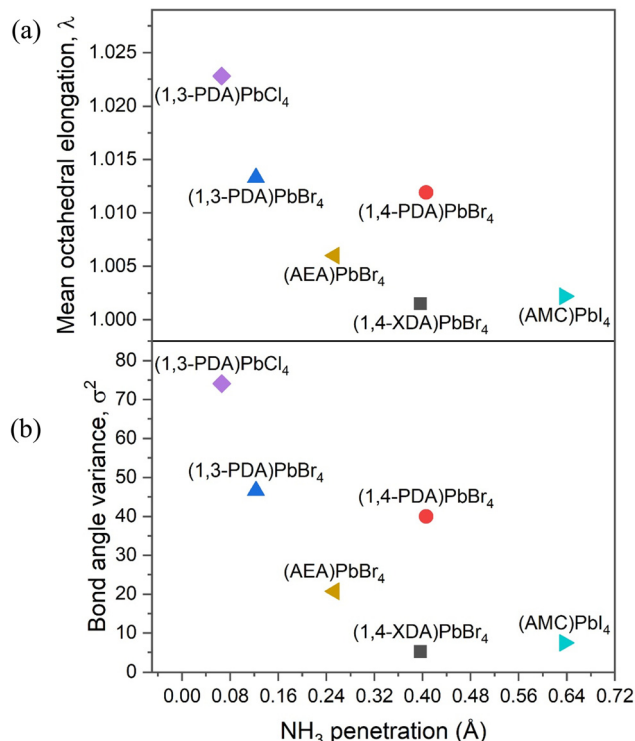 (a)
Mean octahedral elongation, λ
1.025
1.020
1.015
1.010
1.005
1.000
(1,3-PDA)PbCl₄
(1,3-PDA)PbBr₄
(1,4-PDA)PbBr₄
(AEA)PbBr₄
(1,4-XDA)PbBr₄
(AMC)PbI₄
(b)
Bond angle variance, σ²
80
70
60
50
40
30
20
10
0
(1,3-PDA)PbCl₄
(1,3-PDA)PbBr₄
(1,4-PDA)PbBr₄
(AEA)PbBr₄
(1,4-XDA)PbBr₄
(AMC)PbI₄
0.00 0.08 0.16 0.24 0.32 0.40 0.48 0.56 0.64 0.72
NH₃ penetration (Å)